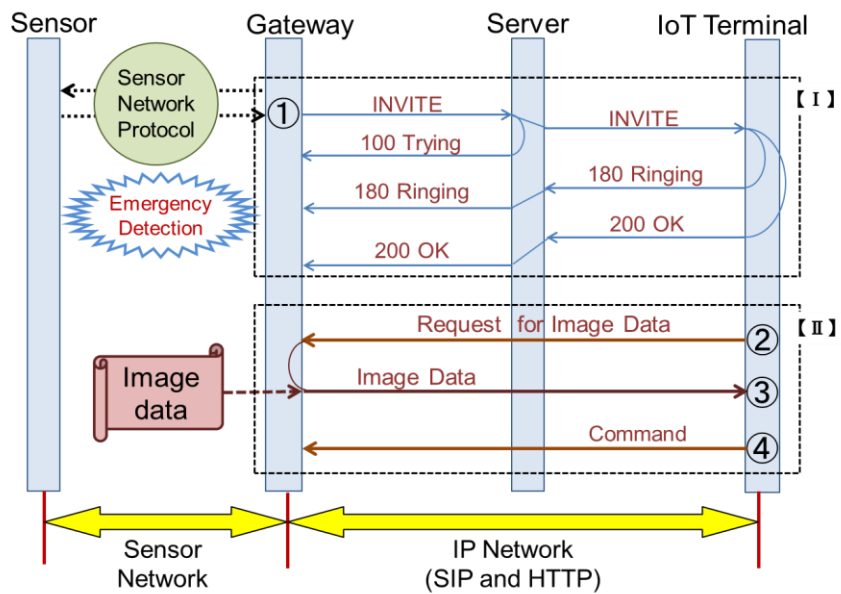 Sensor
Gateway
Server
IoT Terminal
Sensor
Network
Protocol
①
INVITE
INVITE
【Ⅰ】
100 Trying
180 Ringing
180 Ringing
Emergency
Detection
200 OK
200 OK
Request for Image Data
②
【Ⅱ】
Image
data
Image Data
③
Command
④
Sensor
Network
IP Network
(SIP and HTTP)